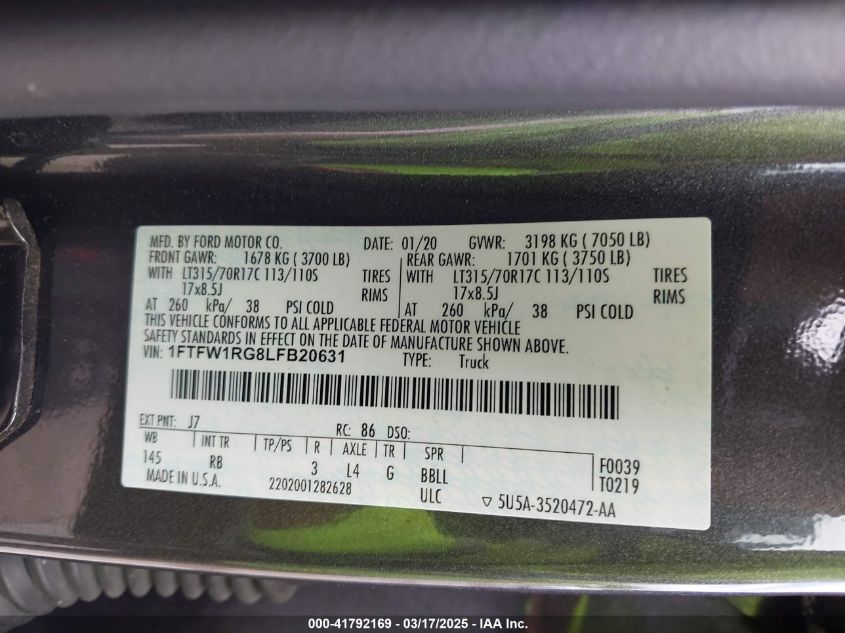 MFD. BY FORD MOTOR CO. DATE: 01/20 GVWR: 3198 KG ( 7050 LB)
FRONT GAWR: 1678 KG ( 3700 LB) REAR GAWR: 1701 KG ( 3750 LB)
WITH LT315/70R17C 113/110S TIRES WITH LT315/70R17C 113/110S TIRES
17x8.5J RIMS 17x8.5J RIMS
AT 260 kPa/ 38 PSI COLD AT 260 kPa/ 38 PSI COLD
THIS VEHICLE CONFORMS TO ALL APPLICABLE FEDERAL MOTOR VEHICLE
SAFETY STANDARDS IN EFFECT ON THE DATE OF MANUFACTURE SHOWN ABOVE.
VIN: 1FTFW1RG8LFB20631 TYPE: Truck
EXT PNT: J7 RC: 86 DSO:
WB INT TR TP/PS R AXLE TR SPR
145 RB 3 L4 G BBLL F0039
MADE IN U.S.A. 2202001282628 ULC T0219
▽ 5U5A-3520472-AA
000-41792169 - 03/17/2025 - IAA Inc.